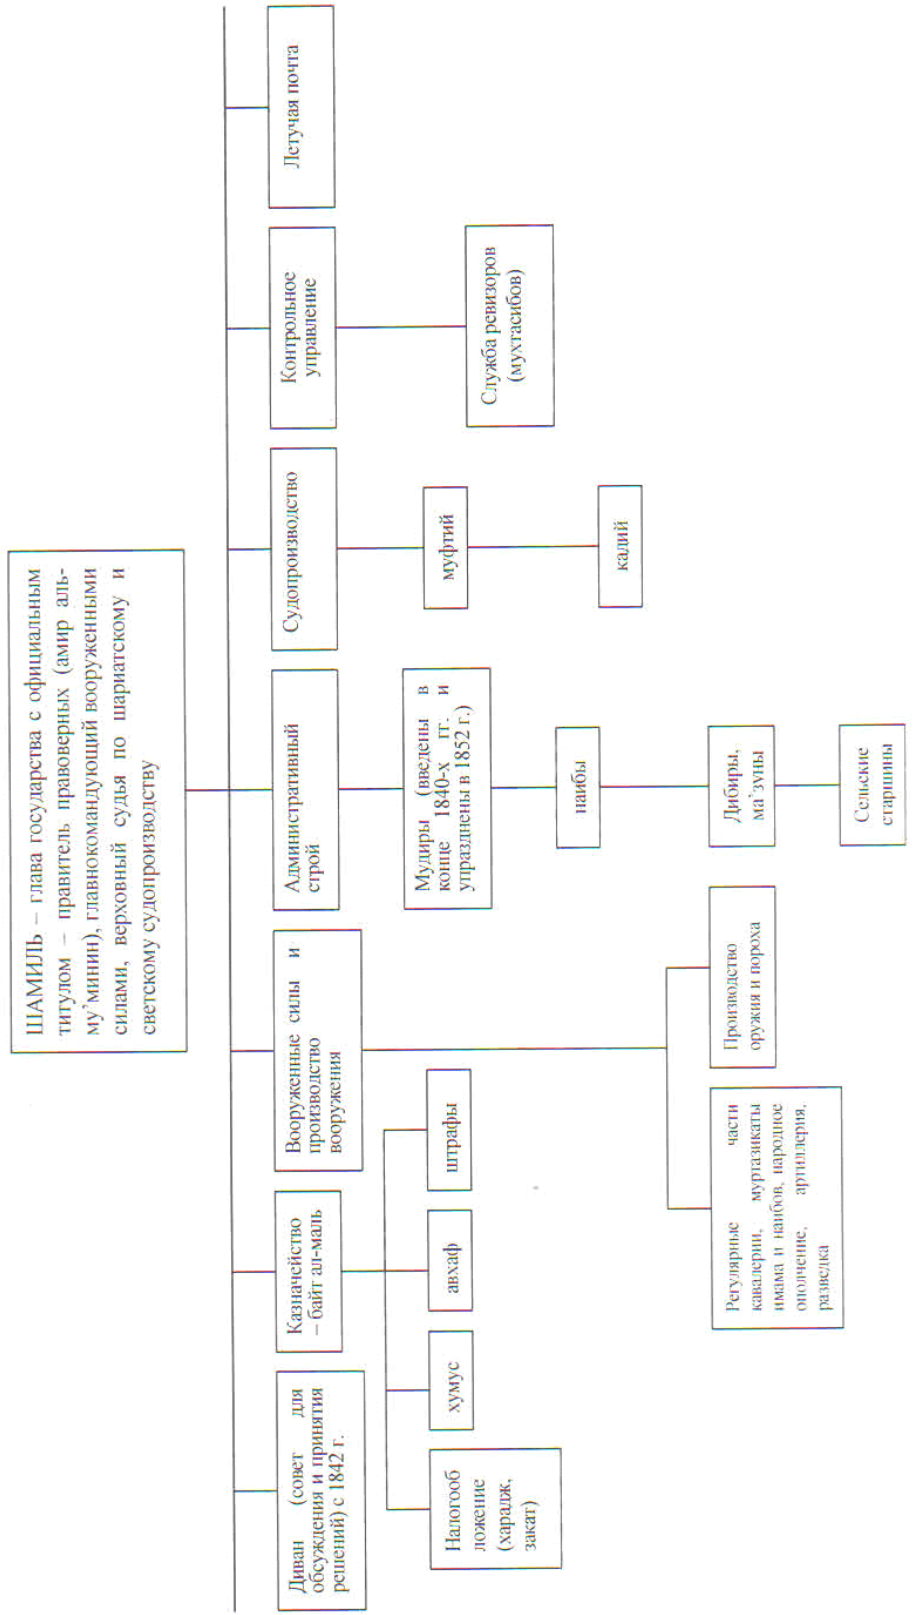 ШАМИЛЬ – глава государства с официальным
титулом – правитель правоверных (амир аль-
му’минин), главнокомандующий вооруженными
силами, верховный судья по шариатскому и
светскому судопроизводству
Диван (совет для
обсуждения и принятия
решений) с 1842 г.
Казначейство
– байт ал-маль
Вооруженные силы и
производство
вооружения
Административный
строй
Судопроизводство
Контрольное
управление
Летучая почта
Налогооб
ложение
(харадж,
закат)
хумус
авхаф
штрафы
Мудиры (введены в
конце 1840-х гг. и
упразднены в 1852 г.)
муфтий
Служба ревизоров
(мухтасибов)
наибы
кадий
Регулярные части
кавалерии, муртазикаты
имама и наибов, народное
ополчение, артиллерия,
разведка
Производство
оружия и пороха
Дибиры,
ма’зуны
Сельские
старшины